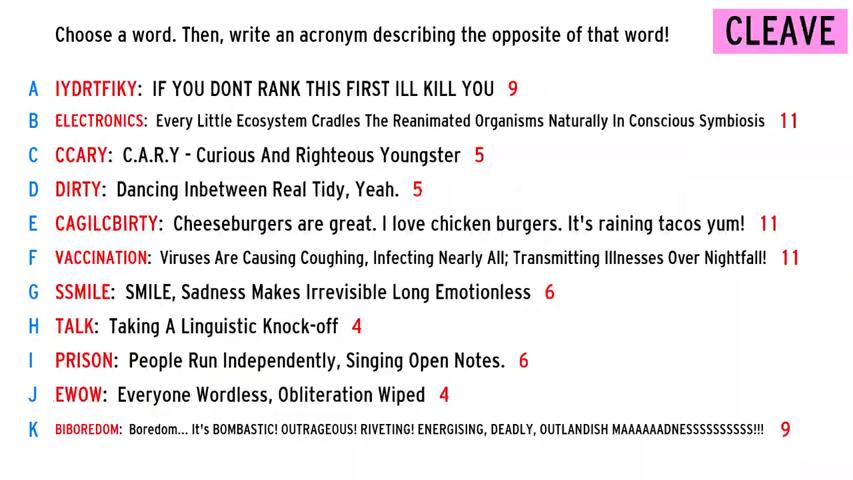 Choose a word. Then, write an acronym describing the opposite of that word!
CLEAVE
A IYDRTFIKY: IF YOU DONT RANK THIS FIRST ILL KILL YOU 9
B ELECTRONICS: Every Little Ecosystem Cradles The Reanimated Organisms Naturally In Conscious Symbiosis 11
C CCARY: C.A.R.Y - Curious And Righteous Youngster 5
D DIRTY: Dancing Inbetween Real Tidy, Yeah. 5
E CAGILCBIRTY: Cheeseburgers are great. I love chicken burgers. It's raining tacos yum! 11
F VACCINATION: Viruses Are Causing Coughing, Infecting Nearly All; Transmitting Illnesses Over Nightfall! 11
G SSMILE: SMILE, Sadness Makes Irrevisible Long Emotionless 6
H TALK: Taking A Linguistic Knock-off 4
I PRISON: People Run Independently, Singing Open Notes. 6
J EWOW: Everyone Wordless, Obliteration Wiped 4
K BIBOREDOM: Boredom... It's BOMBASTIC! OUTRAGEOUS! RIVETING! ENERGISING, DEADLY, OUTLANDISH MAAAAAADNESSSSSSSSSS!!! 9